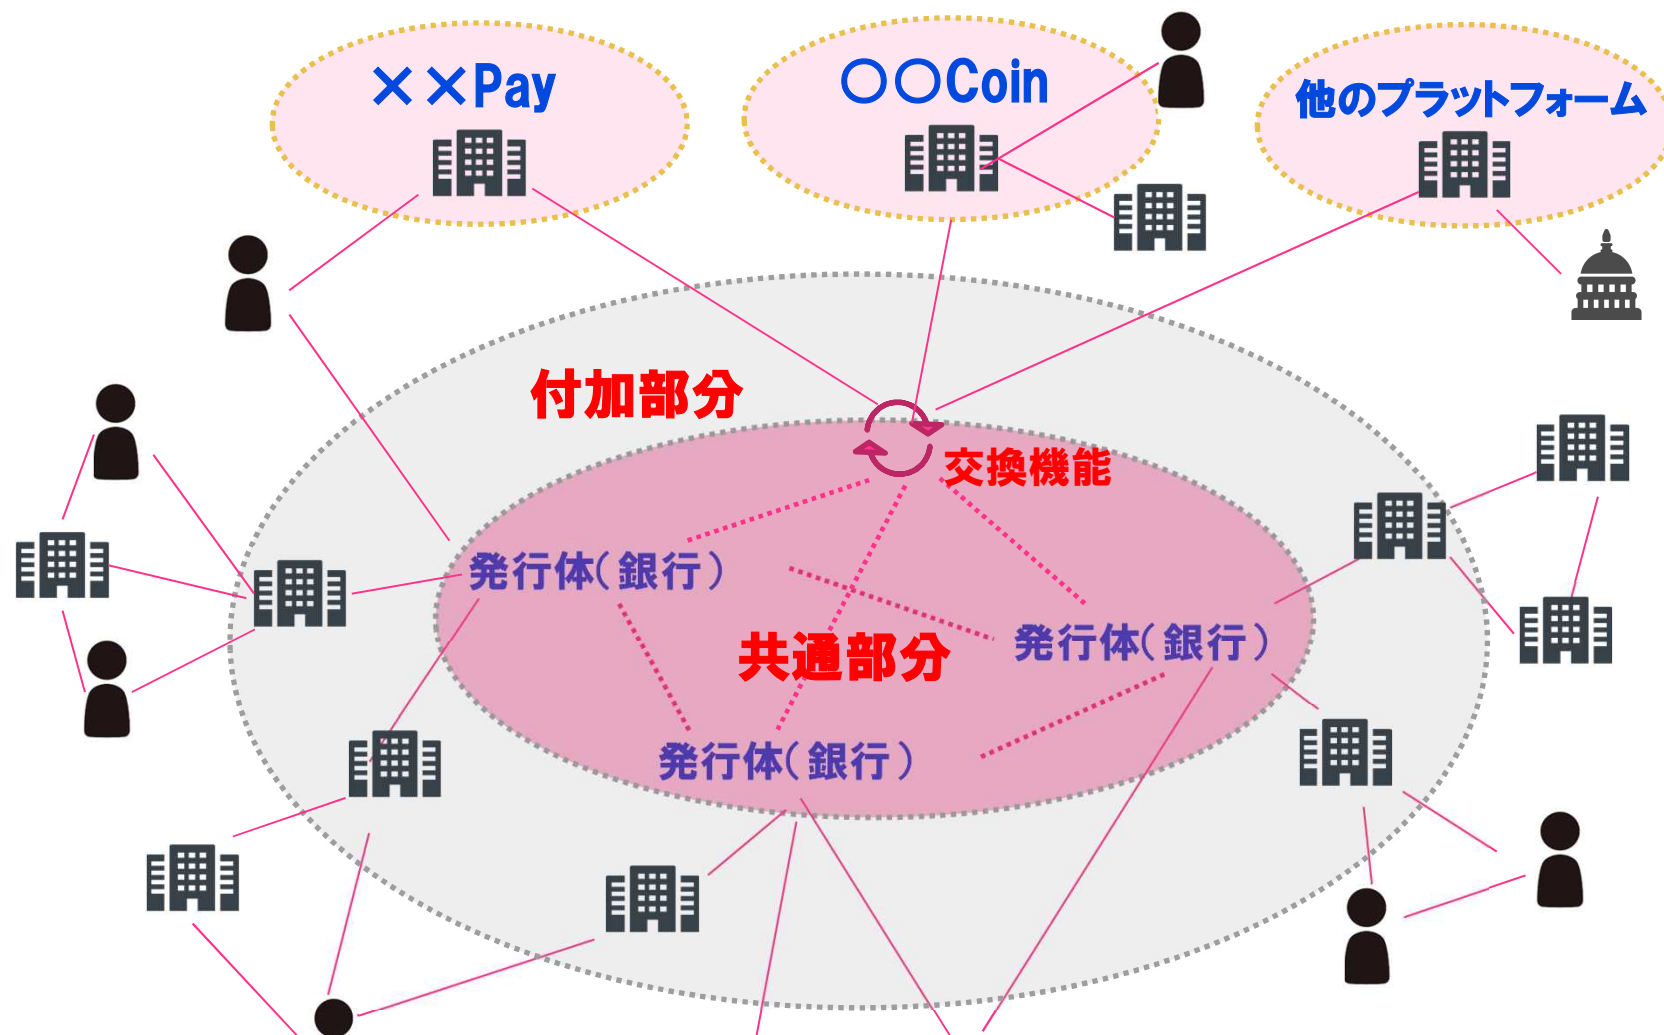 ××Pay
○○Coin
他のプラットフォーム
付加部分
交換機能
発行体(銀行)
共通部分
発行体(銀行)
発行体(銀行)